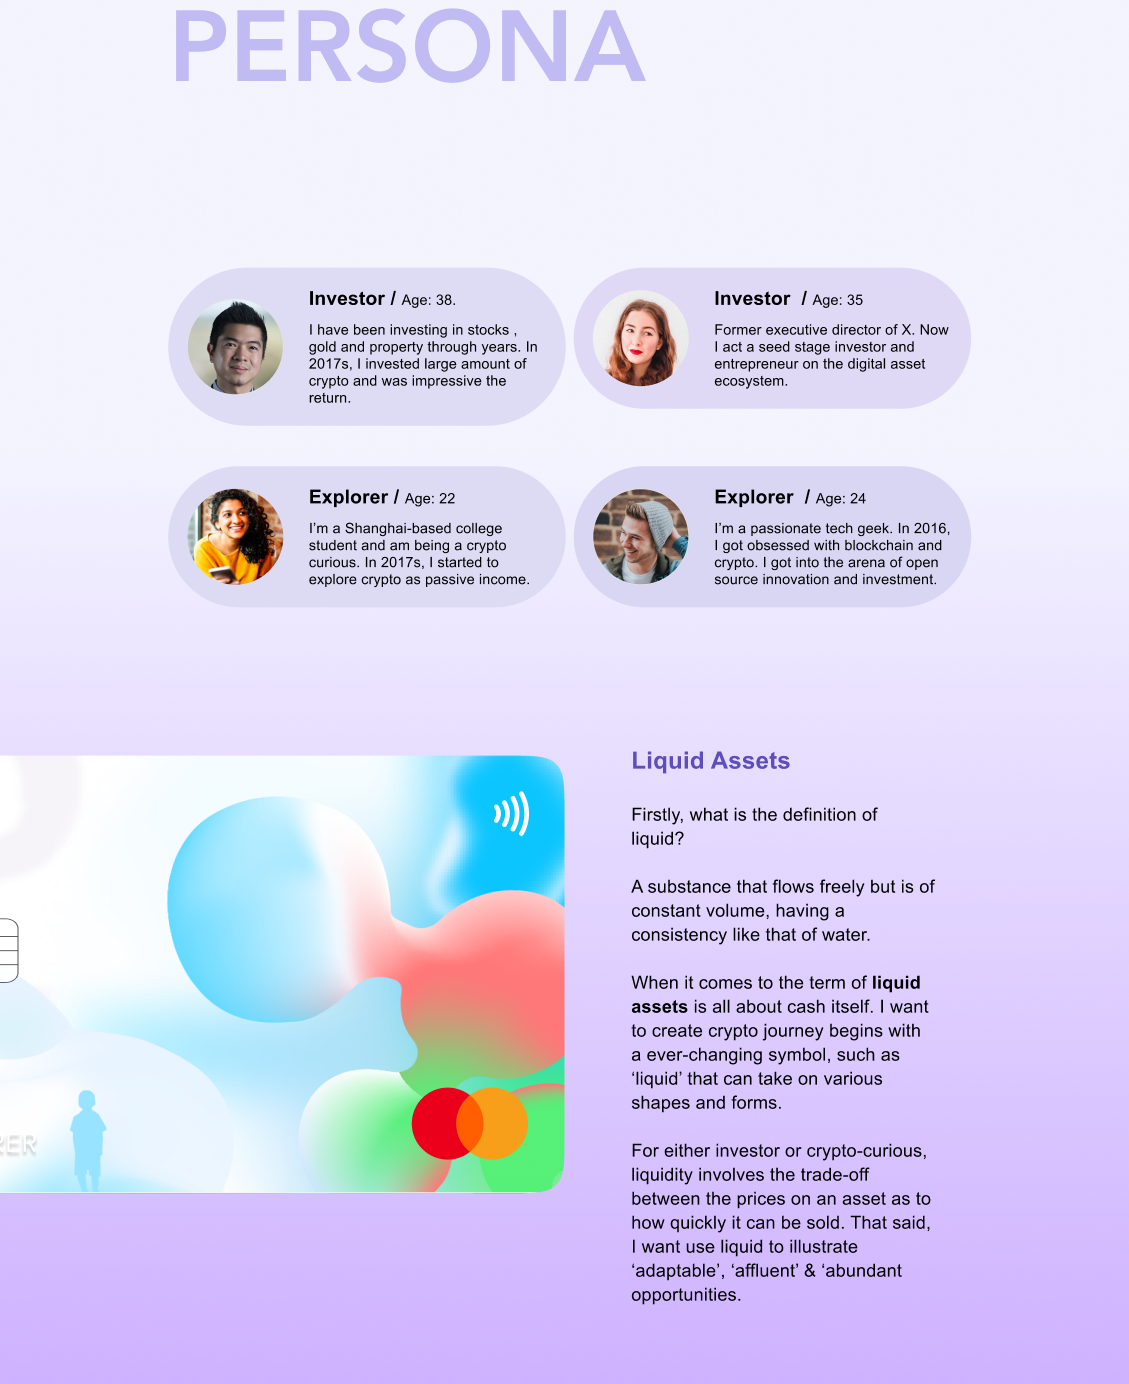 PERSONA
Investor / Age: 38.
I have been investing in stocks ,
gold and property through years. In
2017s, I invested large amount of
crypto and was impressive the
return.
Investor / Age: 35
Former executive director of X. Now
I act a seed stage investor and
entrepreneur on the digital asset
ecosystem.
Explorer / Age: 22
I’m a Shanghai-based college
student and am being a crypto
curious. In 2017s, I started to
explore crypto as passive income.
Explorer / Age: 24
I’m a passionate tech geek. In 2016,
I got obsessed with blockchain and
crypto. I got into the arena of open
source innovation and investment.
Liquid Assets
Firstly, what is the definition of
liquid?
A substance that flows freely but is of
constant volume, having a
consistency like that of water.
When it comes to the term of liquid
assets is all about cash itself. I want
to create crypto journey begins with
a ever-changing symbol, such as
‘liquid’ that can take on various
shapes and forms.
For either investor or crypto-curious,
liquidity involves the trade-off
between the prices on an asset as to
how quickly it can be sold. That said,
I want use liquid to illustrate
‘adaptable’, ‘affluent’ & ‘abundant
opportunities.